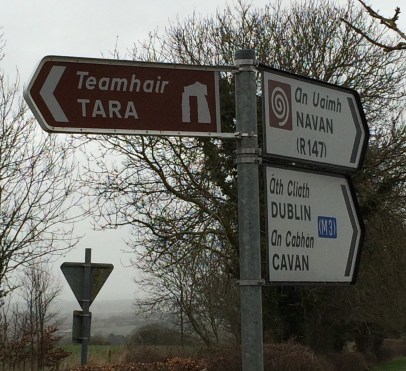 Teamhair
TARA
An Uaimh
NAVAN
(R147)
Áth Cliath
DUBLIN
(M3)
An Cabhán
CAVAN